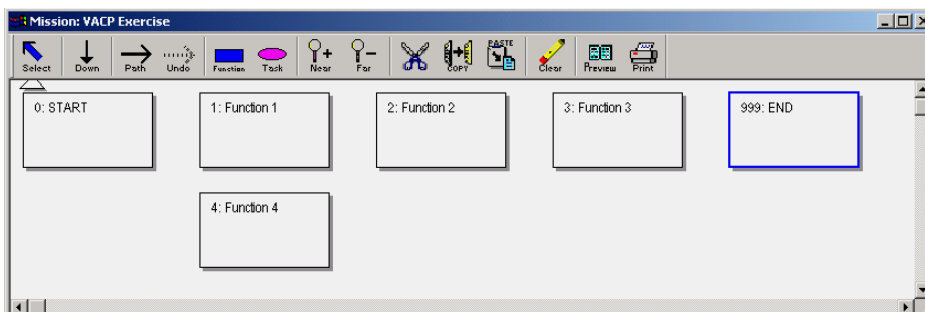 Mission: VACP Exercise
Select Down Path Undo Function Task Near Far COPY PASTE Clear Preview Print
0: START 1: Function 1 2: Function 2 3: Function 3 999: END
4: Function 4